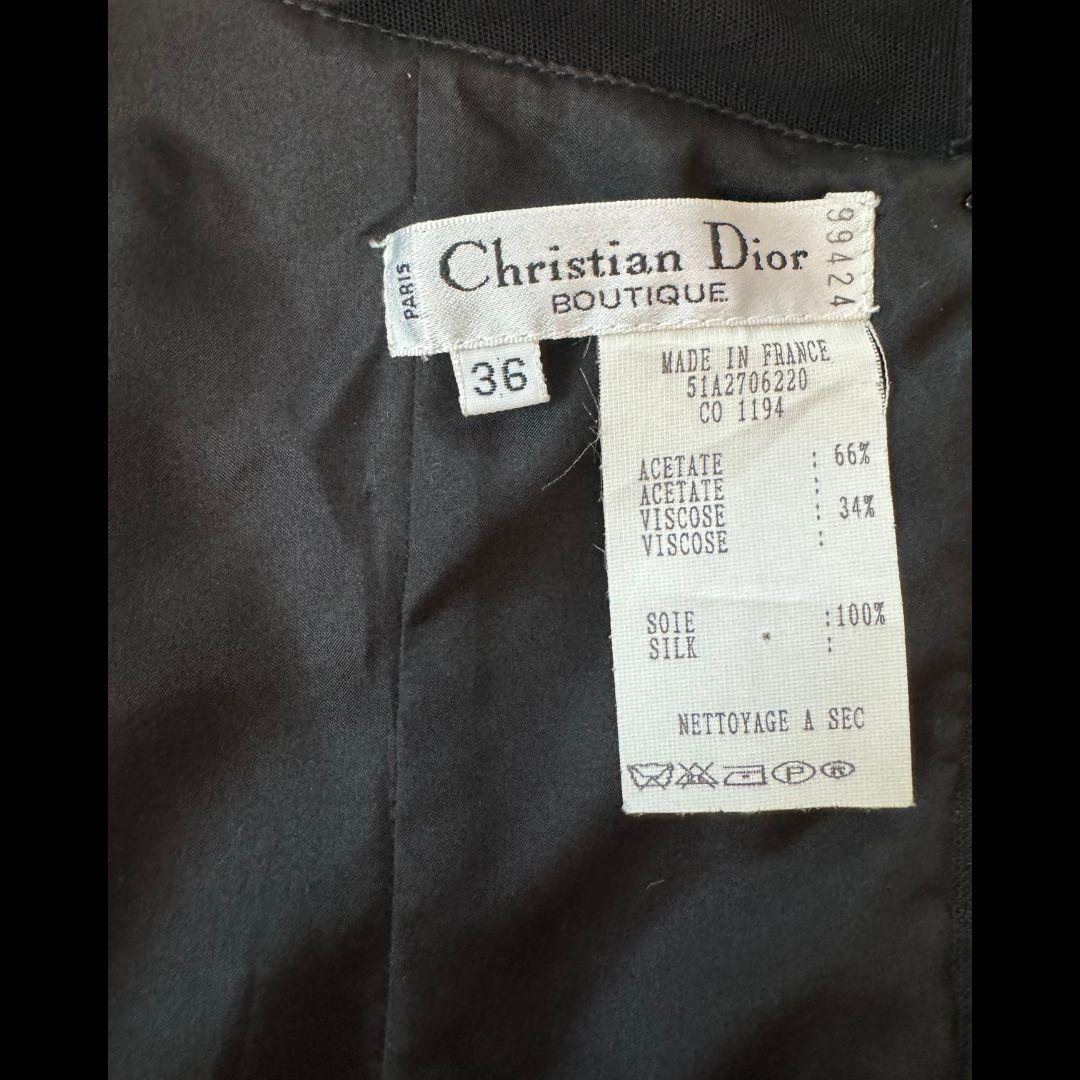 PARIS
Christian Dior
BOUTIQUE
99424
36
MADE IN FRANCE
51A2706220
CO 1194
ACETATE : 66%
ACETATE :
VISCOSE : 34%
VISCOSE :
SOIE :100%
SILK :
NETTOYAGE A SEC
P